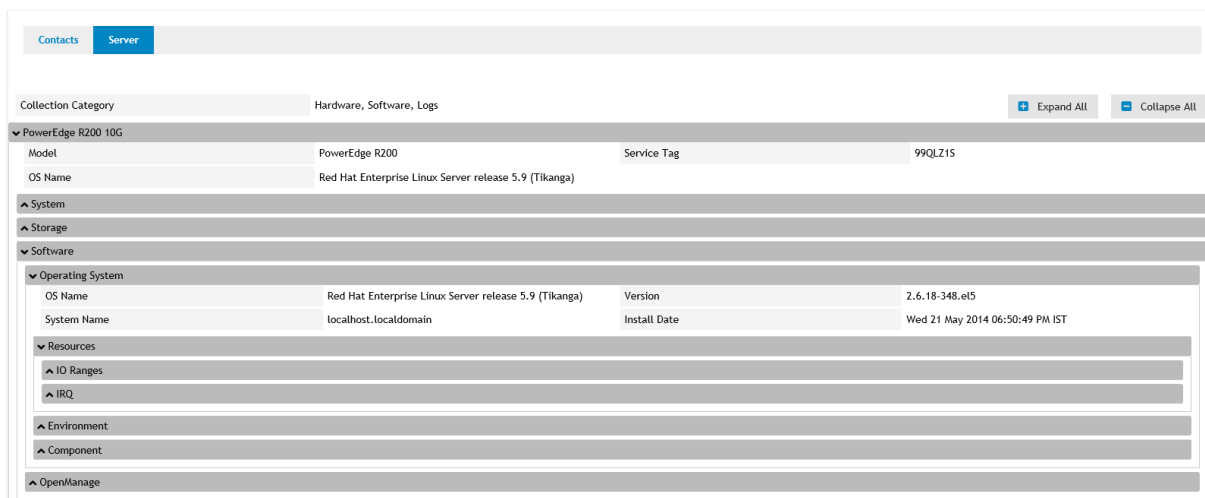 Contacts Server
Collection Category Hardware, Software, Logs Expand All Collapse All
PowerEdge R200 10G
Model PowerEdge R200 Service Tag 99QLZ1S
OS Name Red Hat Enterprise Linux Server release 5.9 (Tikanga)
System
Storage
Software
Operating System
OS Name Red Hat Enterprise Linux Server release 5.9 (Tikanga) Version 2.6.18-348.el5
System Name localhost.localdomain Install Date Wed 21 May 2014 06:50:49 PM IST
Resources
IO Ranges
IRQ
Environment
Component
OpenManage